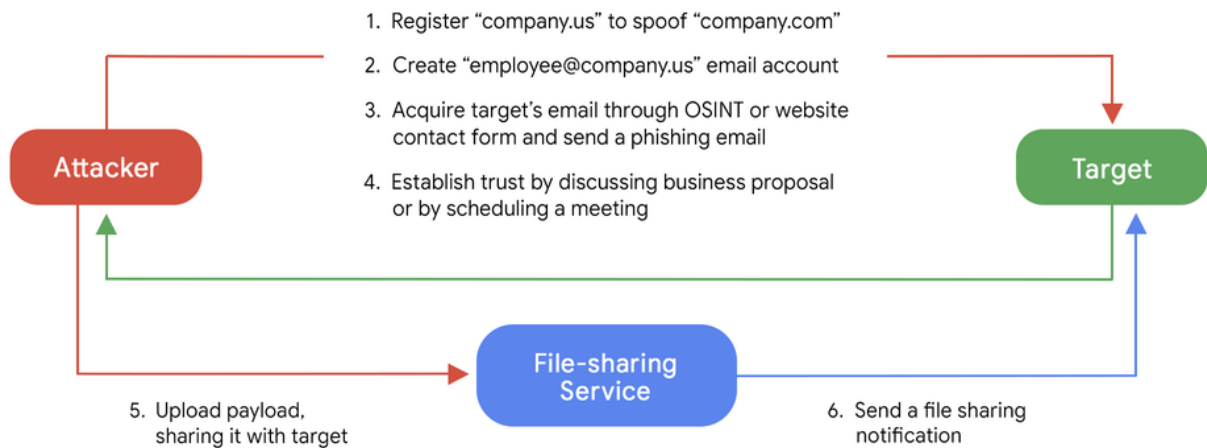 1. Register “company.us” to spoof “company.com”
2. Create “employee@company.us” email account
3. Acquire target’s email through OSINT or website
contact form and send a phishing email
4. Establish trust by discussing business proposal
or by scheduling a meeting
Attacker
Target
File-sharing
Service
5. Upload payload,
sharing it with target
6. Send a file sharing
notification